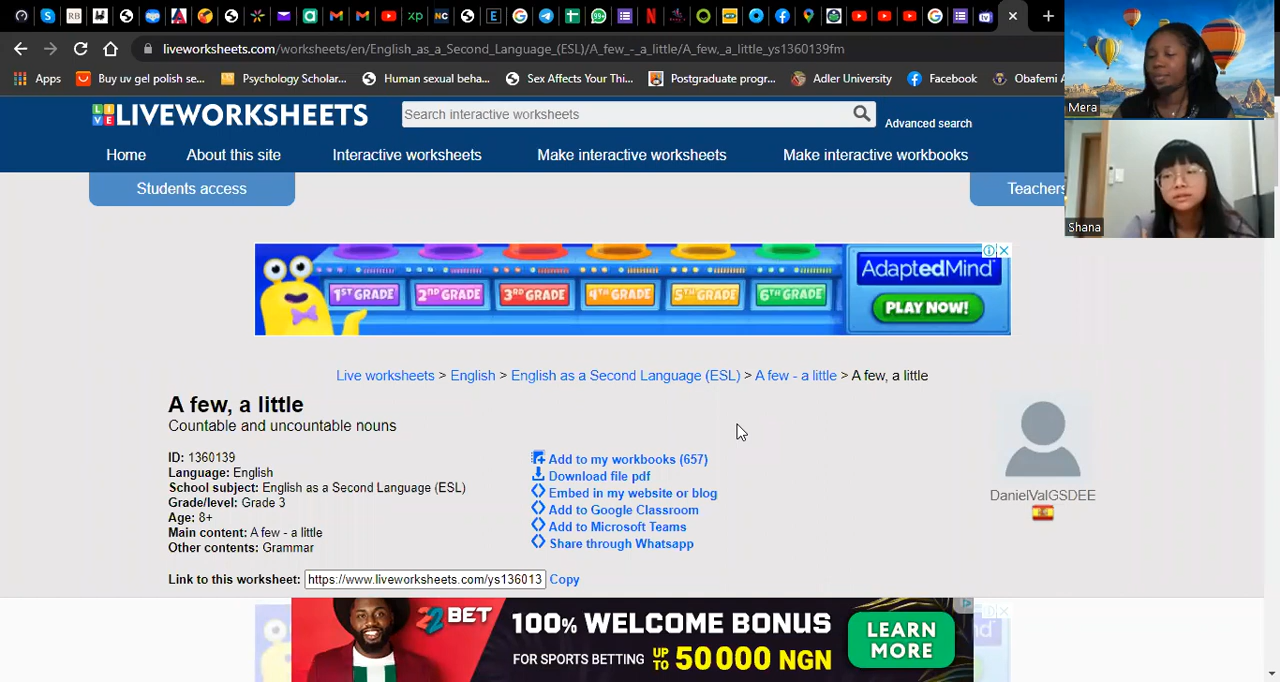 liveworksheets.com/worksheets/en/English_as_a_Second_Language_(ESL)/A_few_-_a_little/A_few,_a_little_ys1360139fm
Apps
Buy uv gel polish se...
Psychology Scholar...
Human sexual beha...
Sex Affects Your Thi...
Postgraduate progr...
Adler University
Facebook
Obafemi A
Mera
Shana
LIVEWORKSHEETS
Search interactive worksheets
Advanced search
Home
About this site
Interactive worksheets
Make interactive worksheets
Make interactive workbooks
Students access
Teachers
1ST GRADE
2ND GRADE
3RD GRADE
4TH GRADE
5TH GRADE
6TH GRADE
AdaptedMind
PLAY NOW!
Live worksheets > English > English as a Second Language (ESL) > A few - a little > A few, a little
A few, a little
Countable and uncountable nouns
ID: 1360139
Language: English
School subject: English as a Second Language (ESL)
Grade/level: Grade 3
Age: 8+
Main content: A few - a little
Other contents: Grammar
Add to my workbooks (657)
Download file pdf
Embed in my website or blog
Add to Google Classroom
Add to Microsoft Teams
Share through Whatsapp
DanielValGSDEE
Link to this worksheet: https://www.liveworksheets.com/ys136013 Copy
22BET
100% WELCOME BONUS
FOR SPORTS BETTING UP TO 50 000 NGN
LEARN
MORE